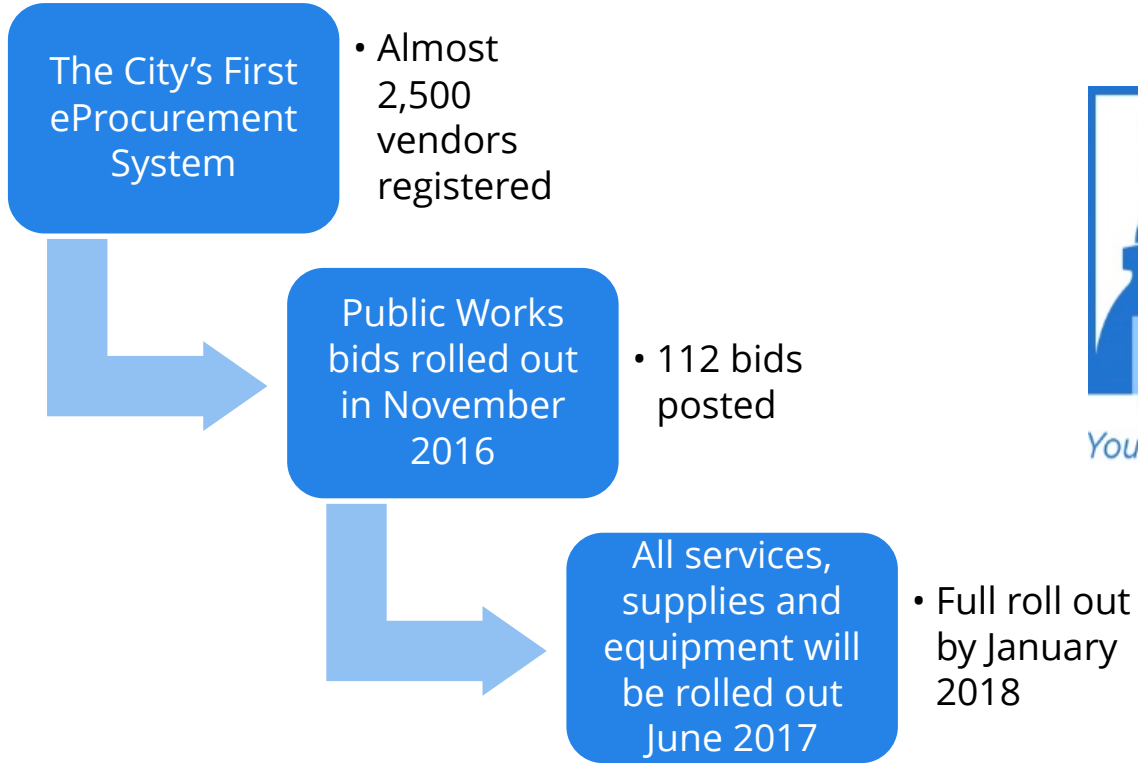 The City’s First
eProcurement
System
• Almost
2,500
vendors
registered
Public Works
bids rolled out
in November
2016
• 112 bids
posted
You
All services,
supplies and
equipment will
be rolled out
June 2017
• Full roll out
by January
2018